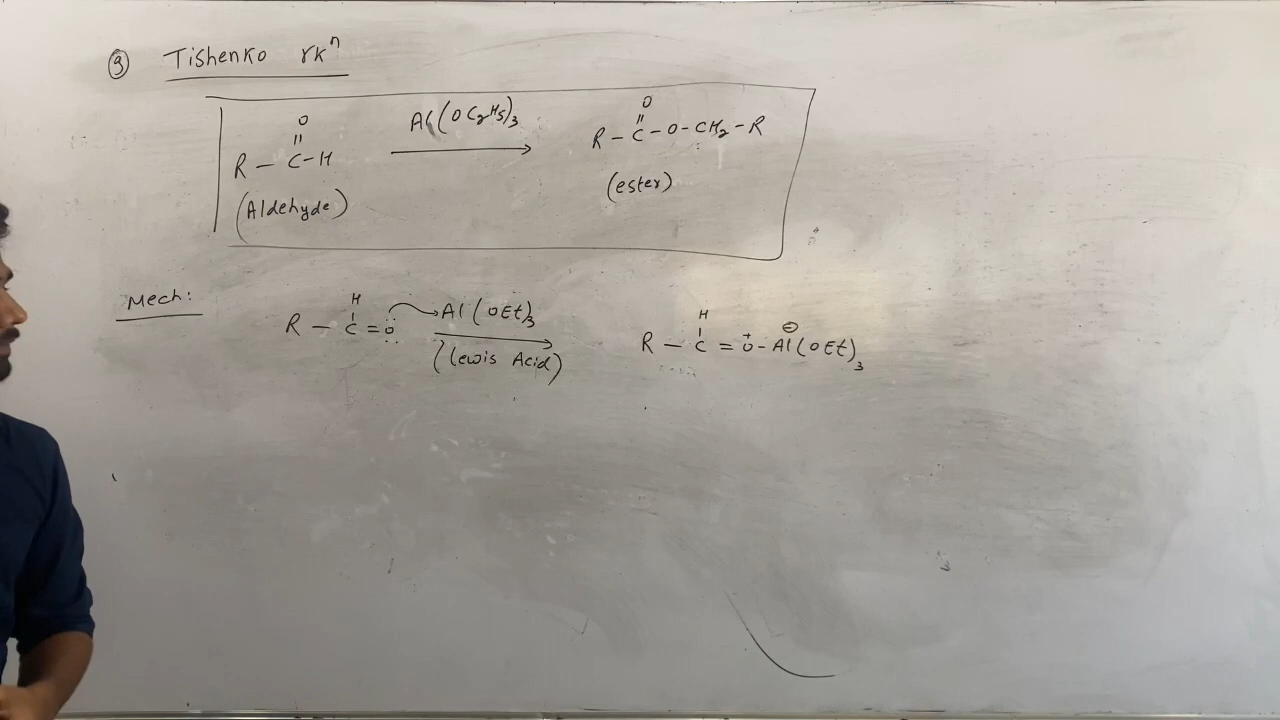 ③ Tishenko rkⁿ
O
||
R – C – H
(Aldehyde)
Al(OC₂H₅)₃
O
||
R – C – O – CH₂ – R
(ester)
Mech:
H
|
R – C = Ö
Al(OEt)₃
(Lewis Acid)
H
|
R – C = O⁺ – Al⊖(OEt)₃